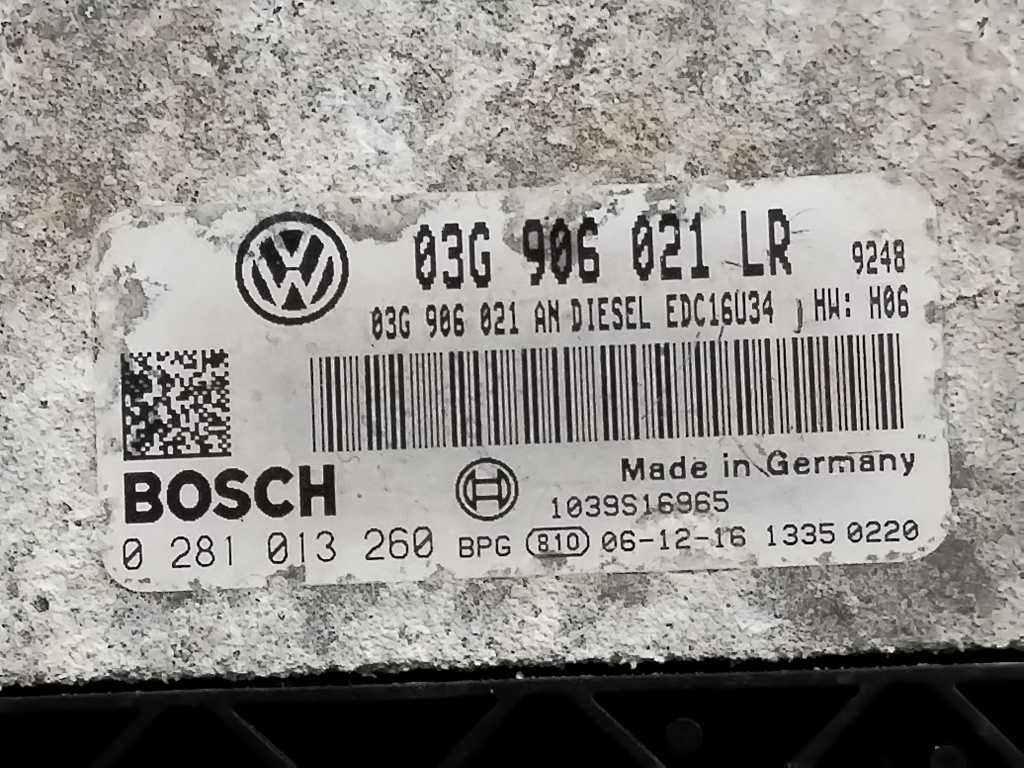 03G 906 021 LR 9248
03G 906 021 AN DIESEL EDC16U34 HW: H06
BOSCH
Made in Germany
1039S16965
0 281 013 260 BPG 810 06-12-16 1335 0220